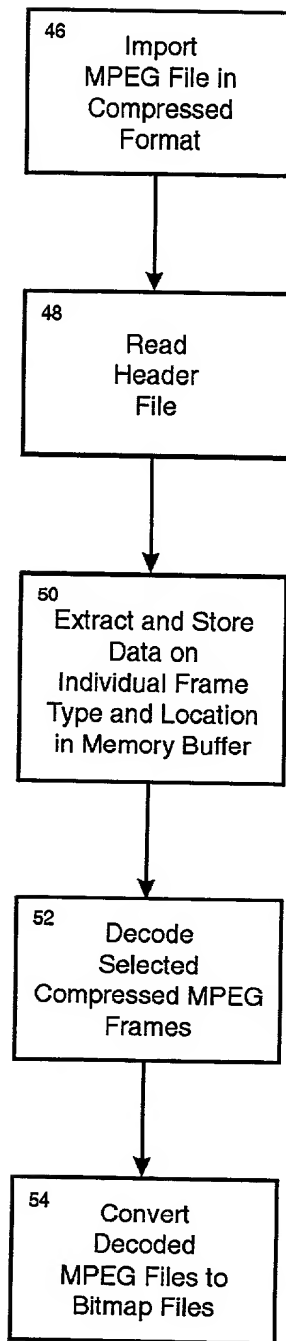 46
Import
MPEG File in
Compressed
Format
48
Read
Header
File
50
Extract and Store
Data on
Individual Frame
Type and Location
in Memory Buffer
52
Decode
Selected
Compressed MPEG
Frames
54
Convert
Decoded
MPEG Files to
Bitmap Files